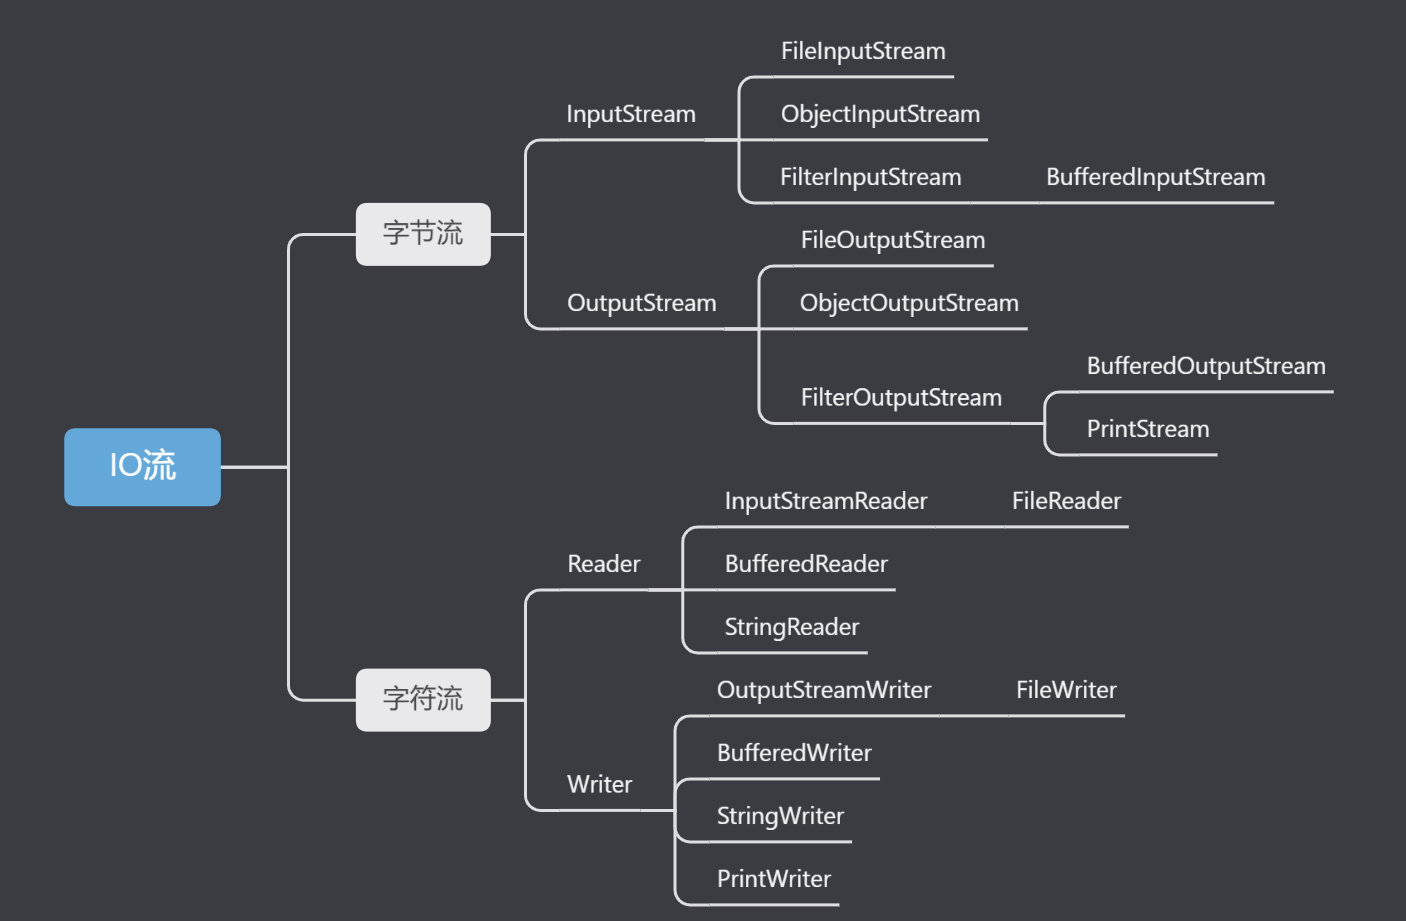 IO流
字节流
InputStream
FileInputStream
ObjectInputStream
FilterInputStream
BufferedInputStream
OutputStream
FileOutputStream
ObjectOutputStream
FilterOutputStream
BufferedOutputStream
PrintStream
字符流
Reader
InputStreamReader
FileReader
BufferedReader
StringReader
Writer
OutputStreamWriter
FileWriter
BufferedWriter
StringWriter
PrintWriter